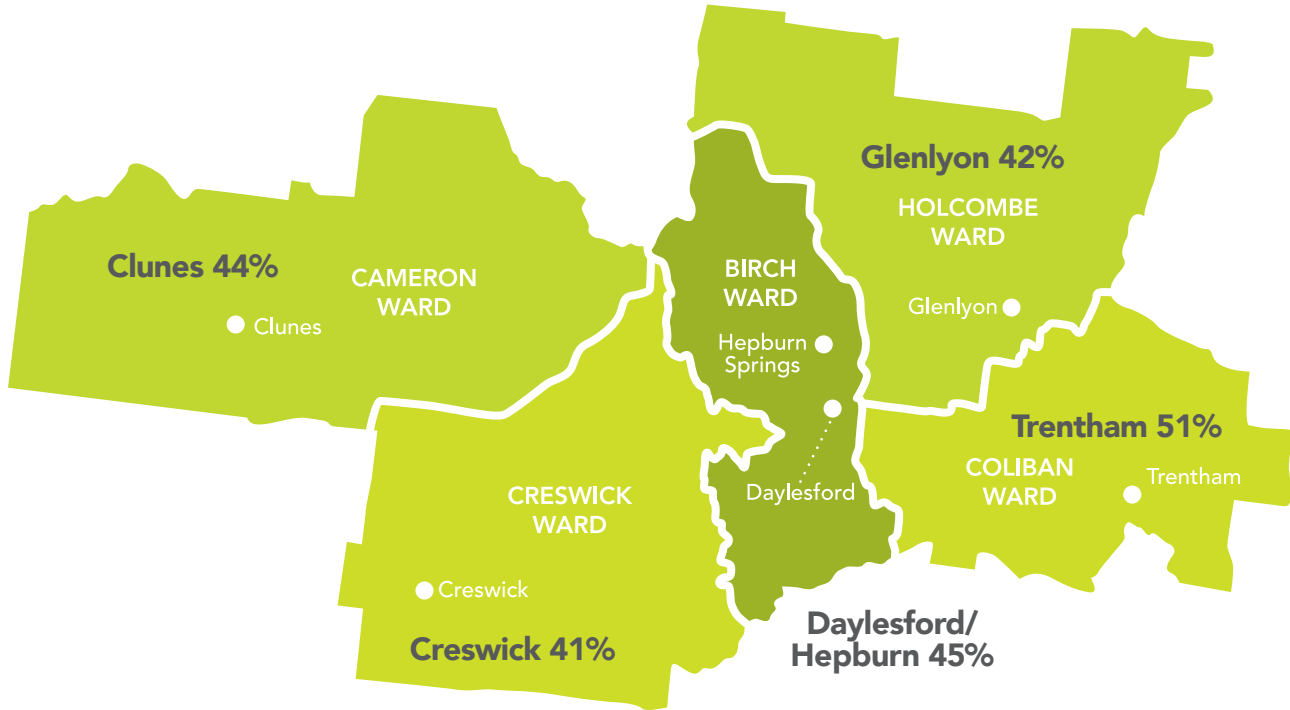 Glenlyon 42%
HOLCOMBE
WARD
Glenlyon
Clunes 44%
CAMERON
WARD
Clunes
BIRCH
WARD
Hepburn
Springs
Daylesford
Trentham 51%
COLIBAN
WARD
Trentham
CRESWICK
WARD
Creswick
Creswick 41%
Daylesford/
Hepburn 45%